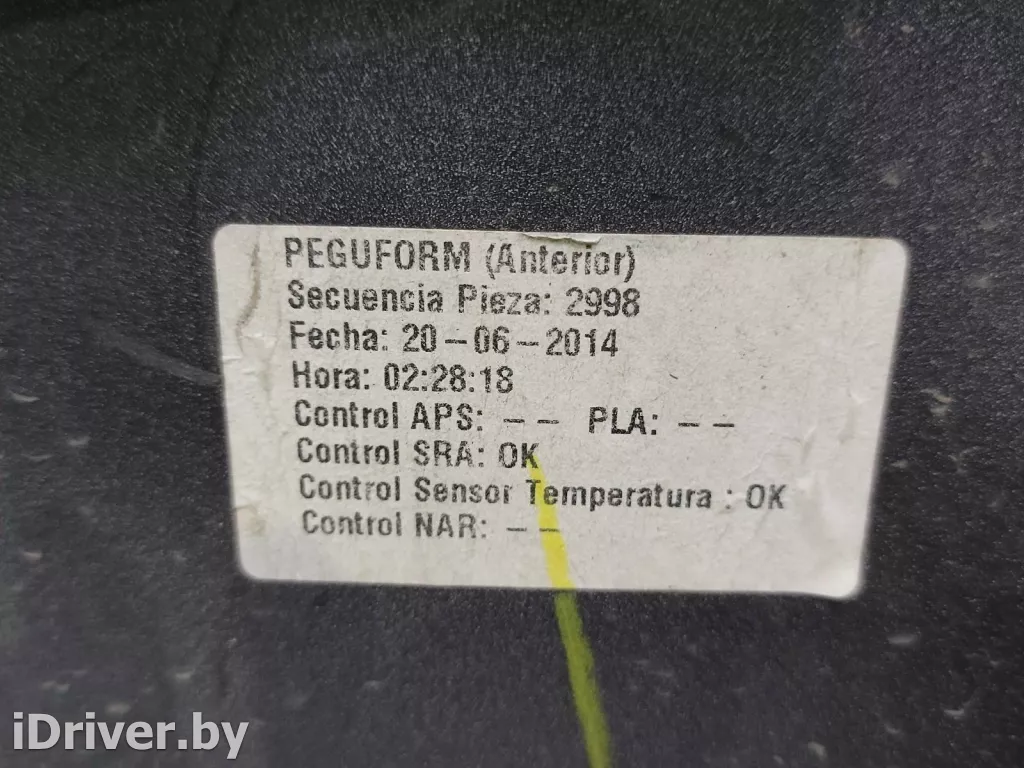 PEGUFORM (Anterior)
Secuencia Pieza: 2998
Fecha: 20-06-2014
Hora: 02:28:18
Control APS: -- PLA: --
Control SRA: OK
Control Sensor Temperatura : OK
Control NAR: --
iDriver.by